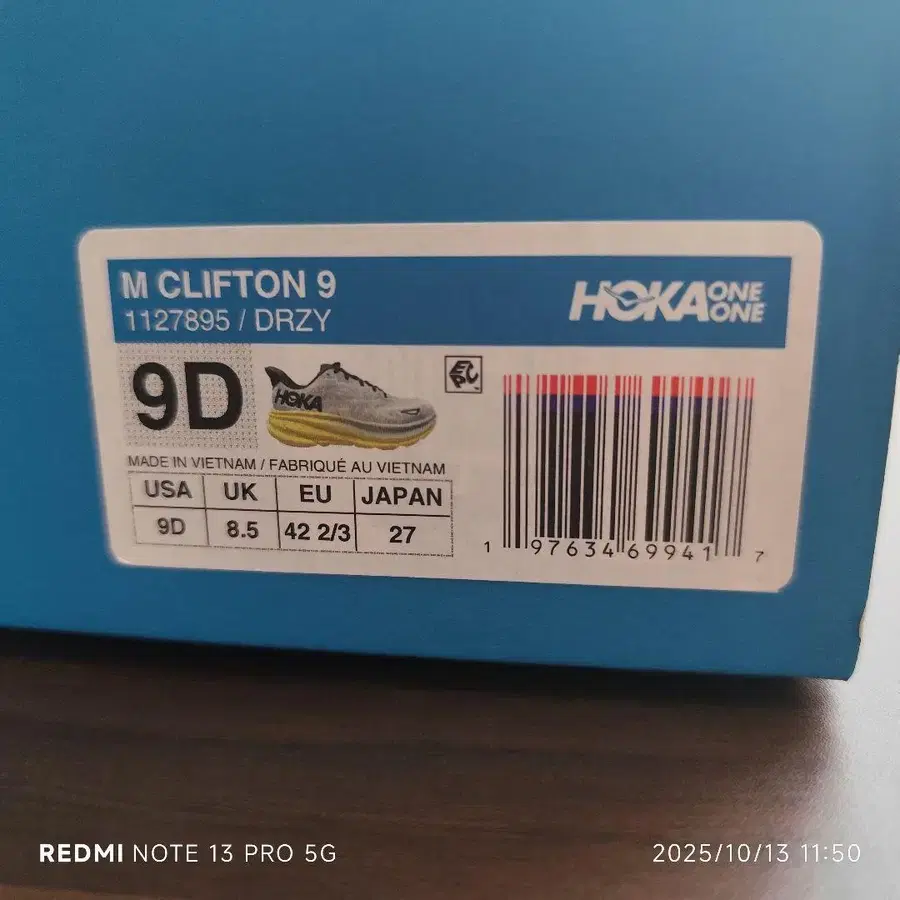 M CLIFTON 9
1127895 / DRZY
HOKA ONE ONE
9D
HOKA
EPC
MADE IN VIETNAM / FABRIQUÉ AU VIETNAM
USA UK EU JAPAN
9D 8.5 42 2/3 27
1 97634 69941 7
REDMI NOTE 13 PRO 5G
2025/10/13 11:50